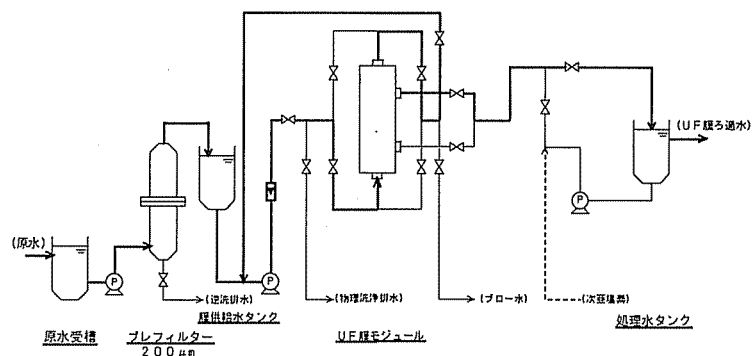 (UF膜ろ過水)
(原水)
P
P
P
(逆洗排水)
(物理洗浄排水)
(ブロー水)
(次亜塩素)
原水受槽
プレフィルター
200μm
膜供給水タンク
UF膜モジュール
処理水タンク